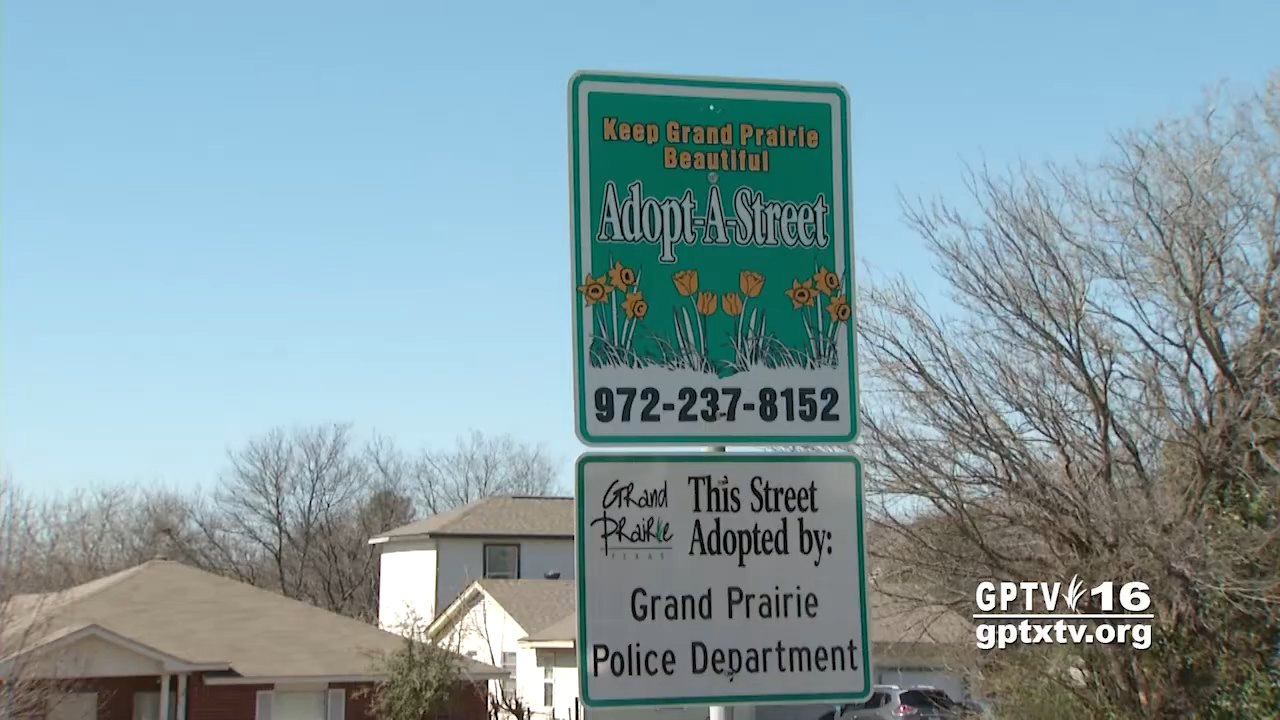 Keep Grand Prairie
Beautiful
Adopt-A-Street
972-237-8152
Grand
Prairie
TEXAS
This Street
Adopted by:
Grand Prairie
Police Department
GPTV 16
gptxtv.org